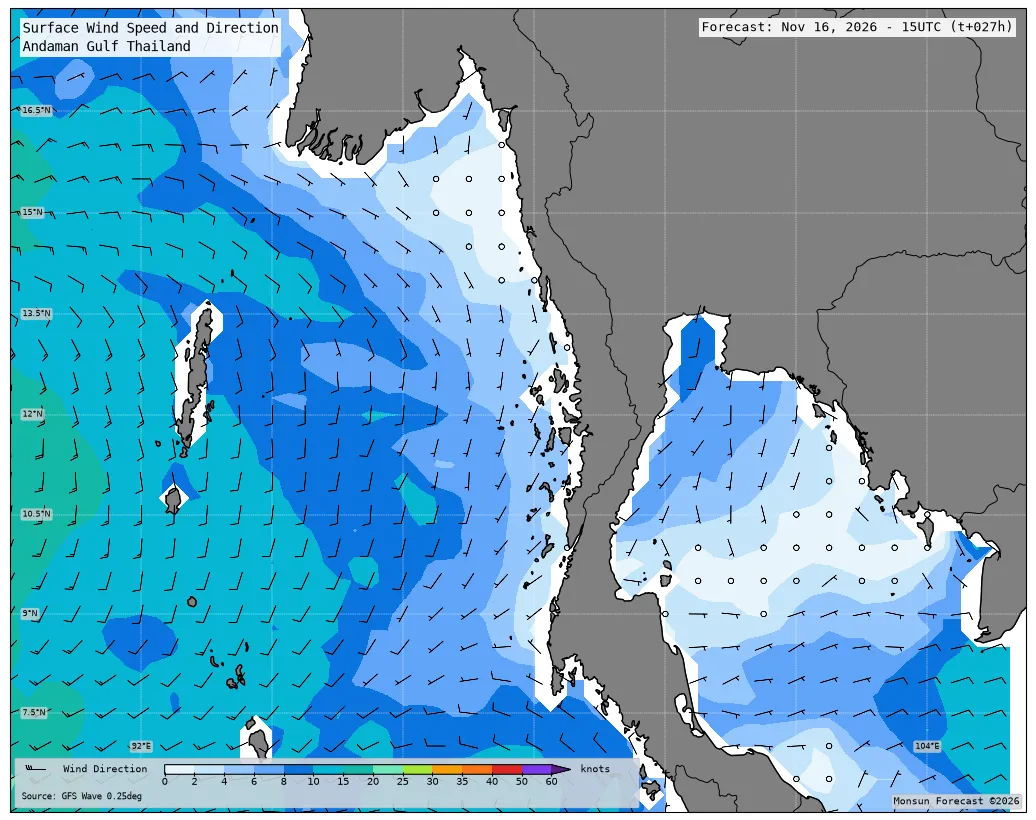 Surface Wind Speed and Direction
Andaman Gulf Thailand
Forecast: Nov 16, 2026 - 15UTC (t+027h)
16.5°N
15°N
13.5°N
12°N
10.5°N
9°N
7.5°N
92°E
104°E
Wind Direction
0 2 4 6 8 10 15 20 25 30 35 40 50 60
knots
Source: GFS Wave 0.25deg
Monsun Forecast ©2026